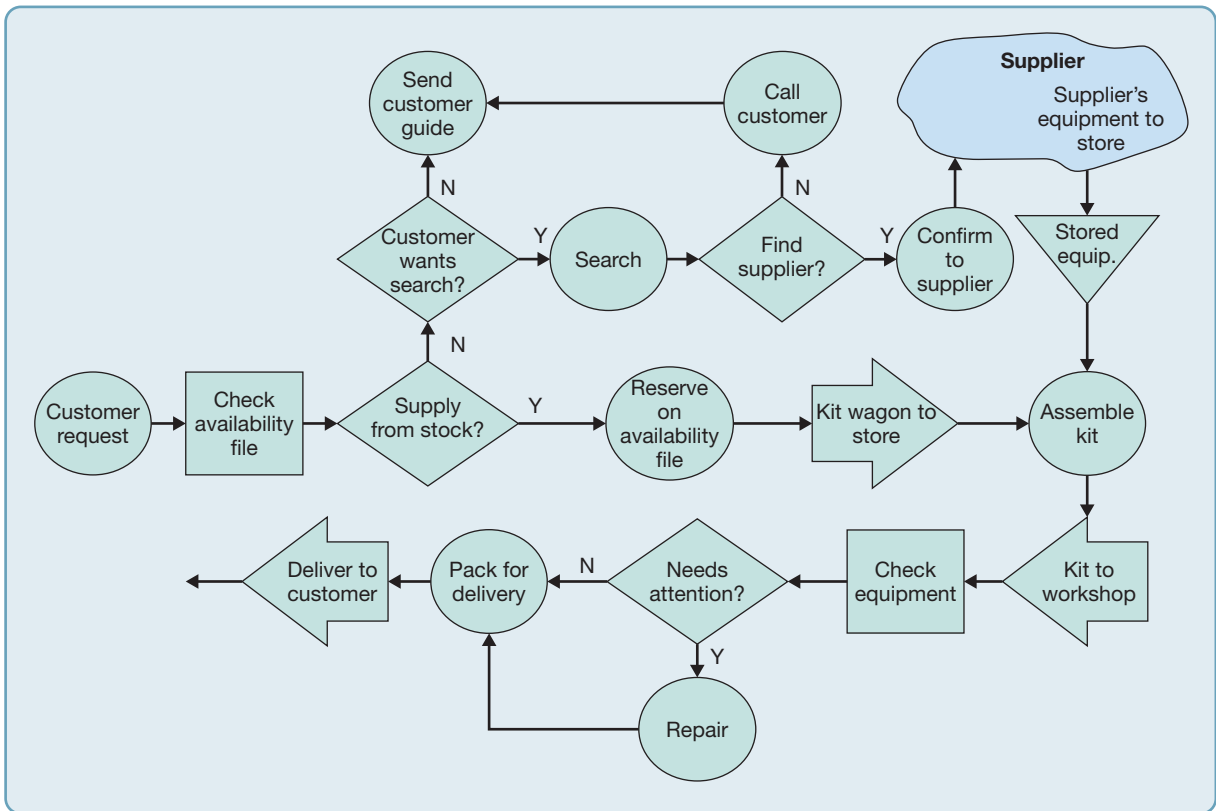 Send
customer
guide
Call
customer
Supplier
Supplier's
equipment to
store
N
N
Customer
wants
search?
Y
Search
Find
supplier?
Y
Confirm
to
supplier
Stored
equip.
N
Customer
request
Check
availability
file
Supply
from stock?
Y
Reserve
on
availability
file
Kit wagon to
store
Assemble
kit
Deliver to
customer
Pack for
delivery
N
Needs
attention?
Check
equipment
Kit to
workshop
Y
Repair